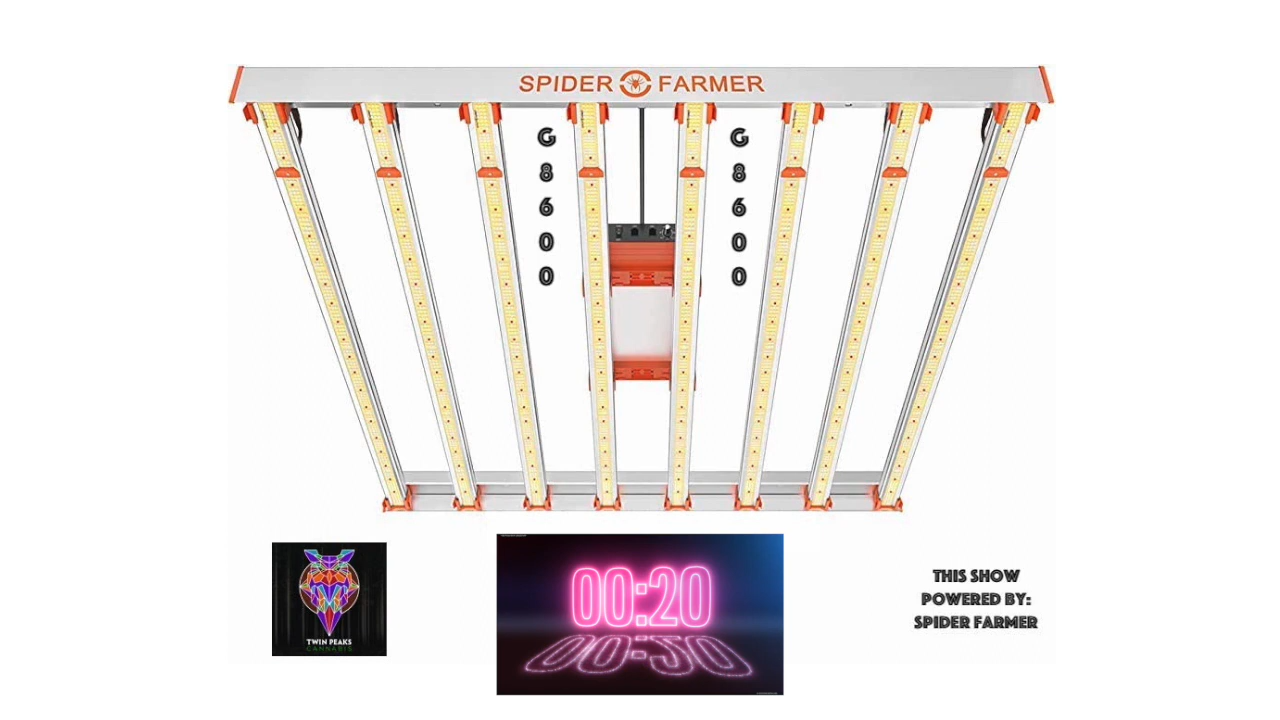 SPIDER FARMER
G
8
6
0
0
G
8
6
0
0
TWIN PEAKS
CANNABIS
00:20
THIS SHOW
POWERED BY:
SPIDER FARMER